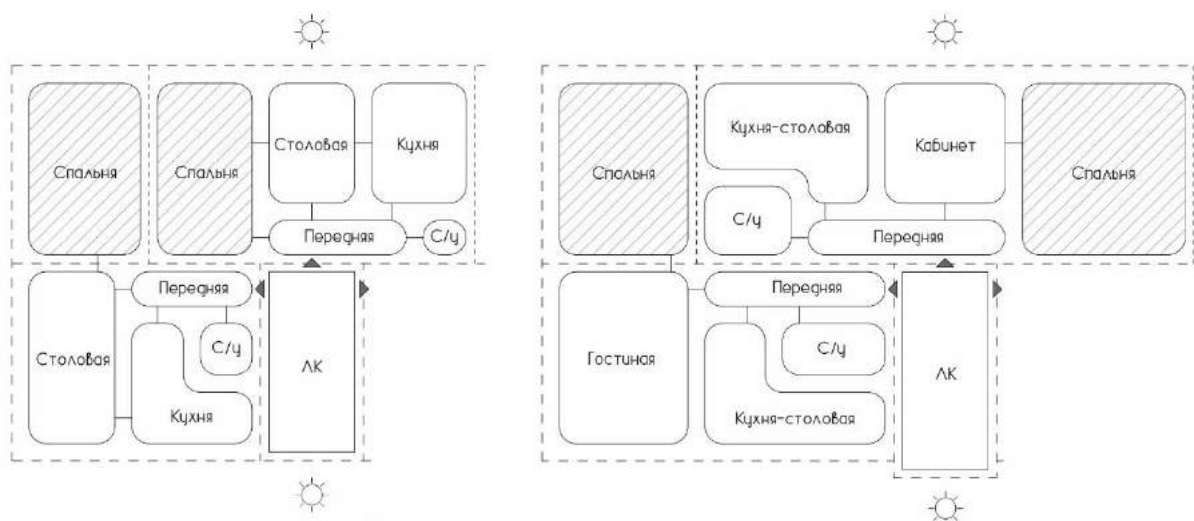 Спальня
Спальня
Столовая
Кухня
Передняя
С/у
Передняя
Столовая
С/у
Кухня
ЛК
Спальня
Кухня-столовая
Кабинет
Спальня
С/у
Передняя
Передняя
Гостиная
С/у
Кухня-столовая
ЛК